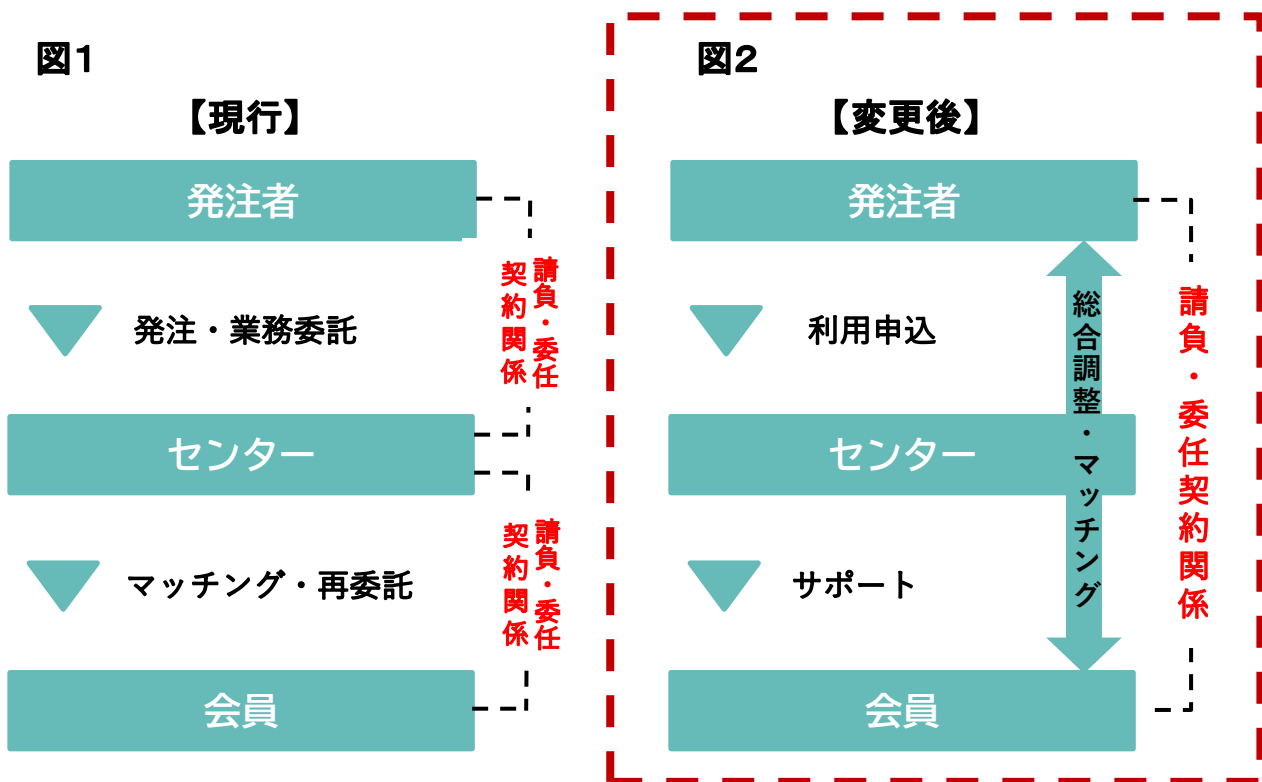 図1
【現行】
発注者
発注・業務委託
請負・委任
契約関係
センター
マッチング・再委託
請負・委任
契約関係
会員
図2
【変更後】
発注者
利用申込
総合調整・マッチング
請負・委任契約関係
センター
サポート
会員